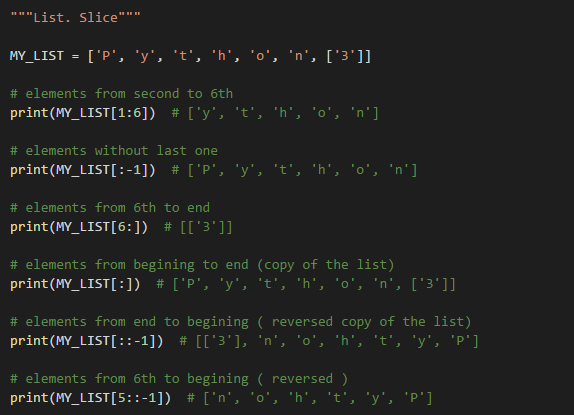 """List. Slice"""
MY_LIST = ['P', 'y', 't', 'h', 'o', 'n', ['3']]
# elements from second to 6th
print(MY_LIST[1:6])  # ['y', 't', 'h', 'o', 'n']
# elements without last one
print(MY_LIST[:-1])  # ['P', 'y', 't', 'h', 'o', 'n']
# elements from 6th to end
print(MY_LIST[6:])  # [['3']]
# elements from begining to end (copy of the list)
print(MY_LIST[:])  # ['P', 'y', 't', 'h', 'o', 'n', ['3']]
# elements from end to begining ( reversed copy of the list)
print(MY_LIST[::-1])  # [['3'], 'n', 'o', 'h', 't', 'y', 'P']
# elements from 6th to begining ( reversed )
print(MY_LIST[5::-1])  # ['n', 'o', 'h', 't', 'y', 'P']